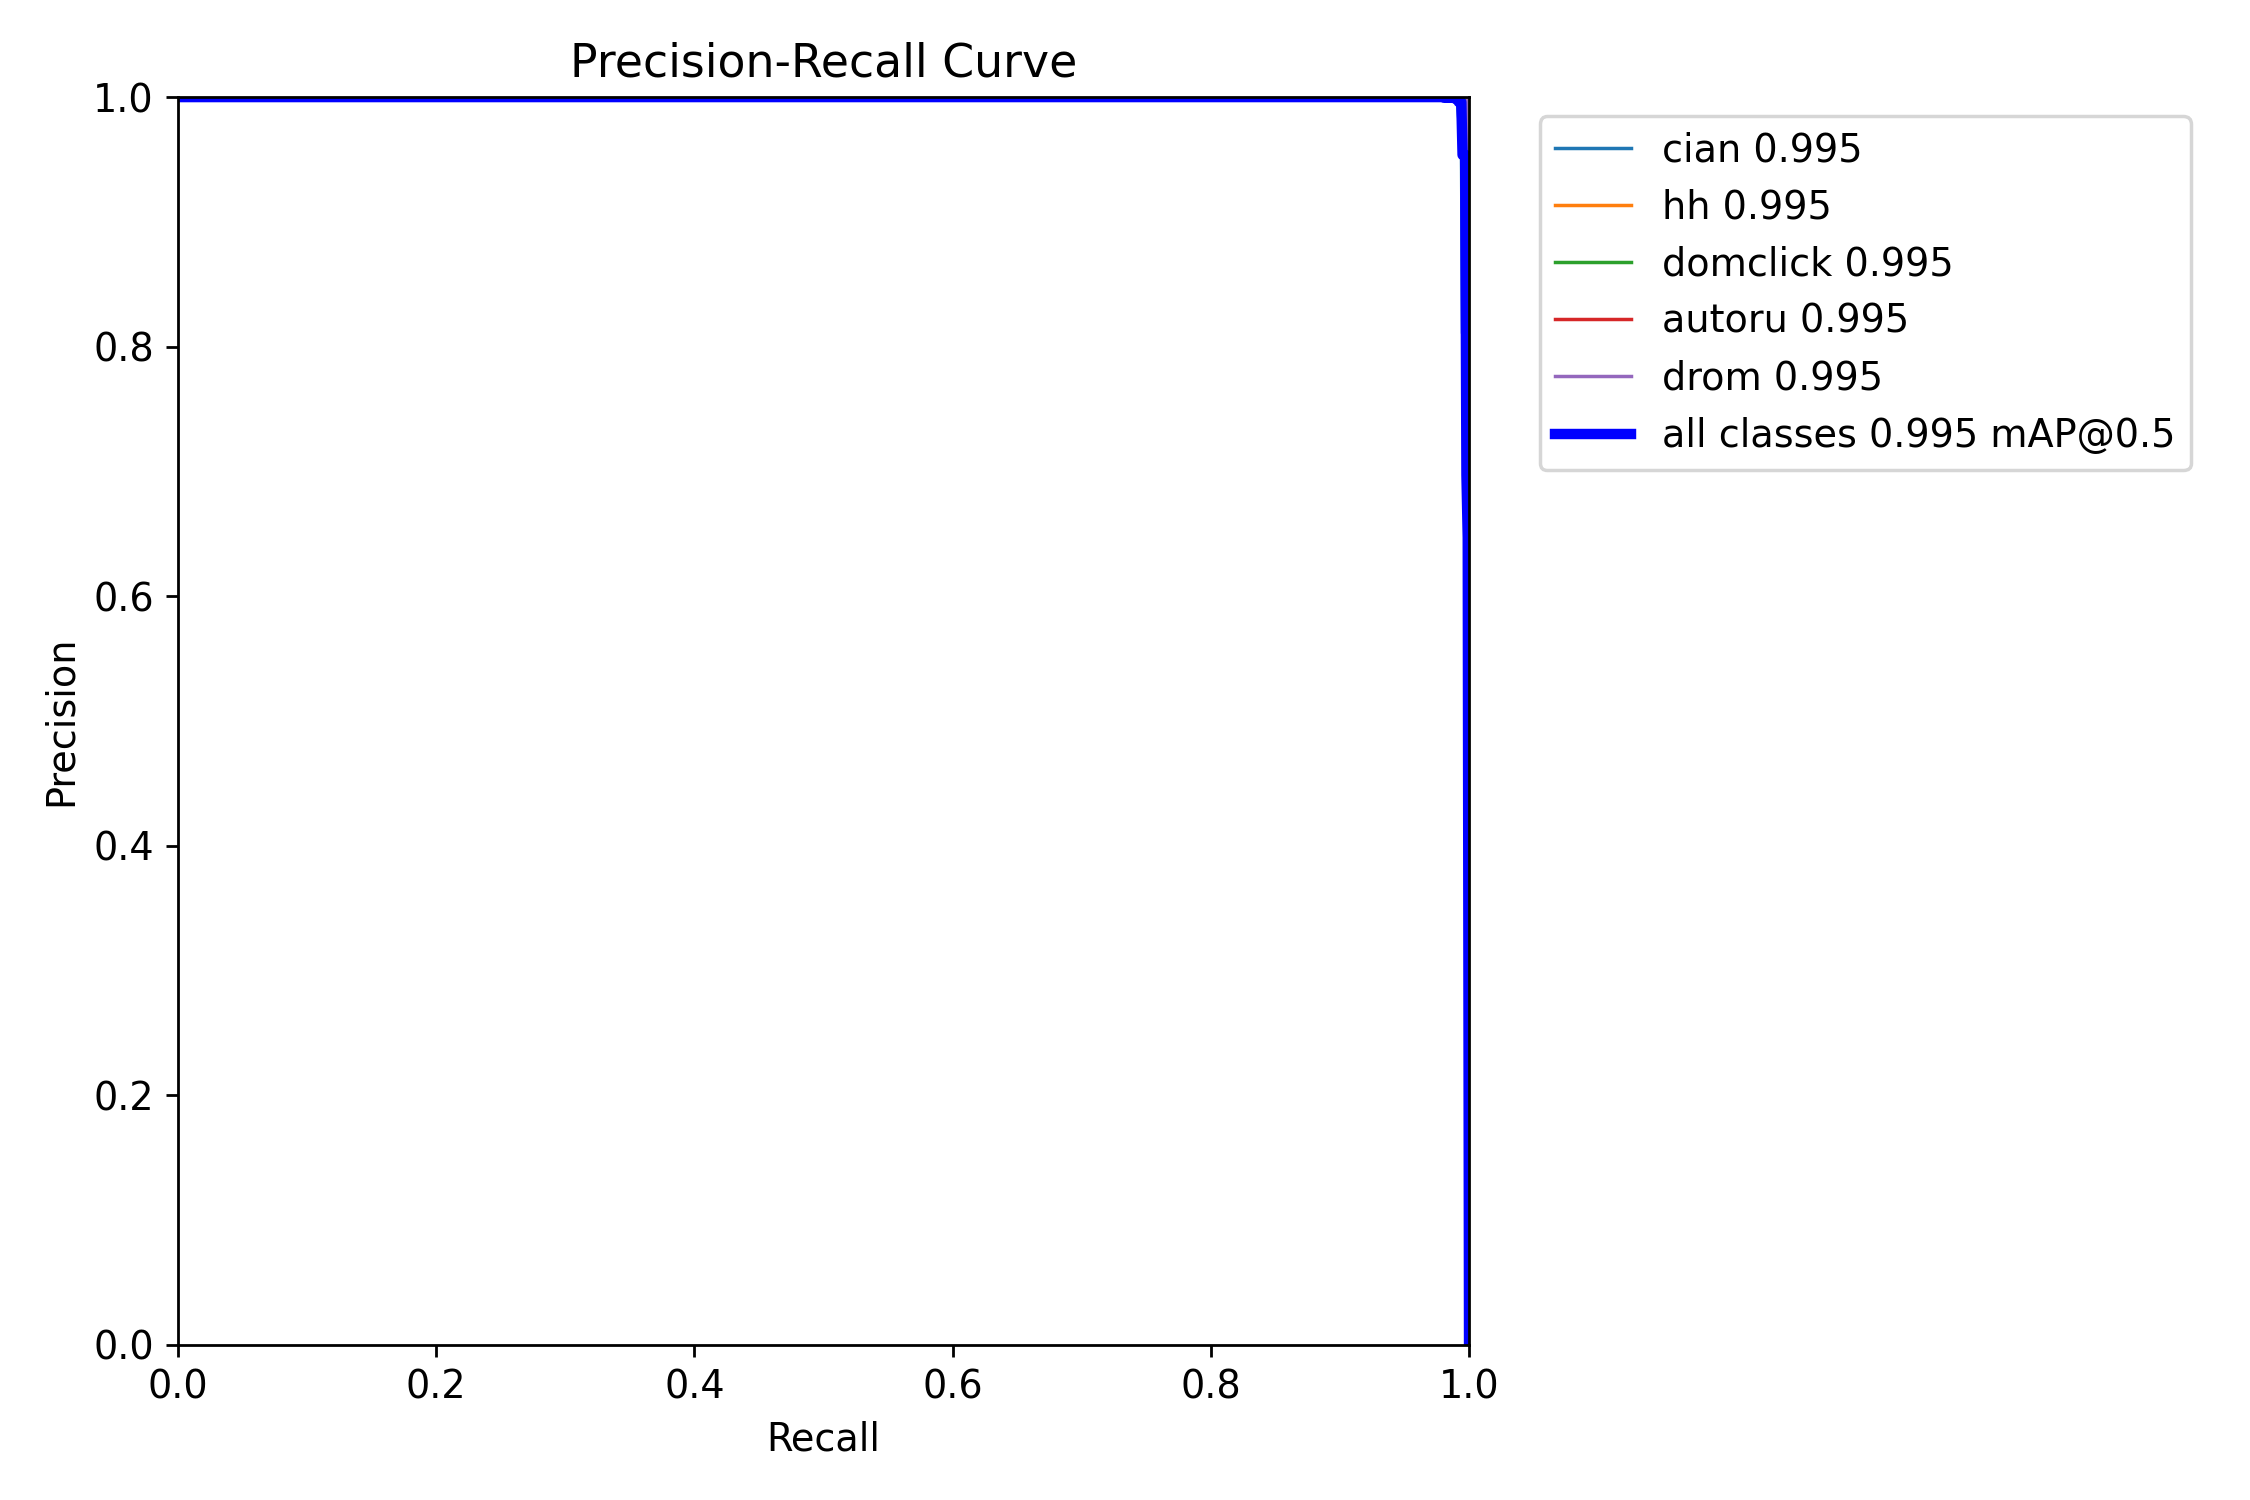 Precision-Recall Curve
1.0
0.8
0.6
0.4
0.2
0.0
Precision
0.0 0.2 0.4 0.6 0.8 1.0
Recall
cian 0.995
hh 0.995
domclick 0.995
autoru 0.995
drom 0.995
all classes 0.995 mAP@0.5